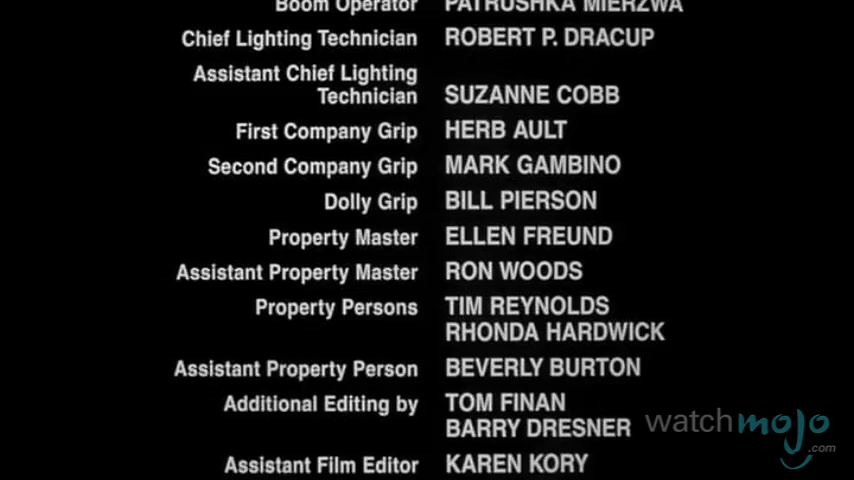 Boom Operator PATRUSHKA MIERZWA
Chief Lighting Technician ROBERT P. DRACUP
Assistant Chief Lighting
Technician SUZANNE COBB
First Company Grip HERB AULT
Second Company Grip MARK GAMBINO
Dolly Grip BILL PIERSON
Property Master ELLEN FREUND
Assistant Property Master RON WOODS
Property Persons TIM REYNOLDS
RHONDA HARDWICK
Assistant Property Person BEVERLY BURTON
Additional Editing by TOM FINAN
BARRY DRESNER
Assistant Film Editor KAREN KORY
watchmojo
.com